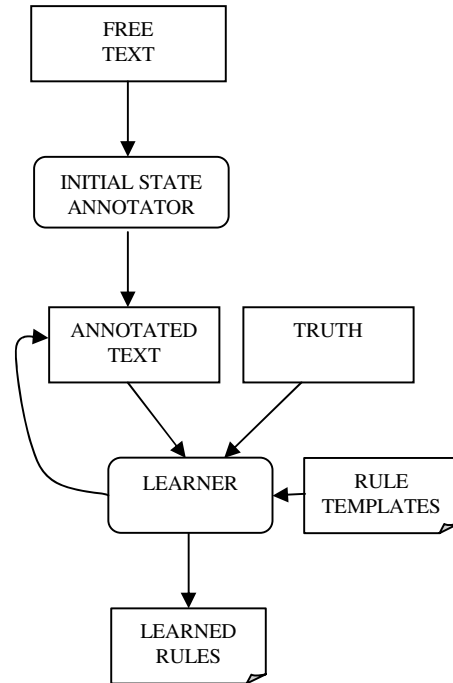 FREE
TEXT
INITIAL STATE
ANNOTATOR
ANNOTATED
TEXT
TRUTH
LEARNER
RULE
TEMPLATES
LEARNED
RULES